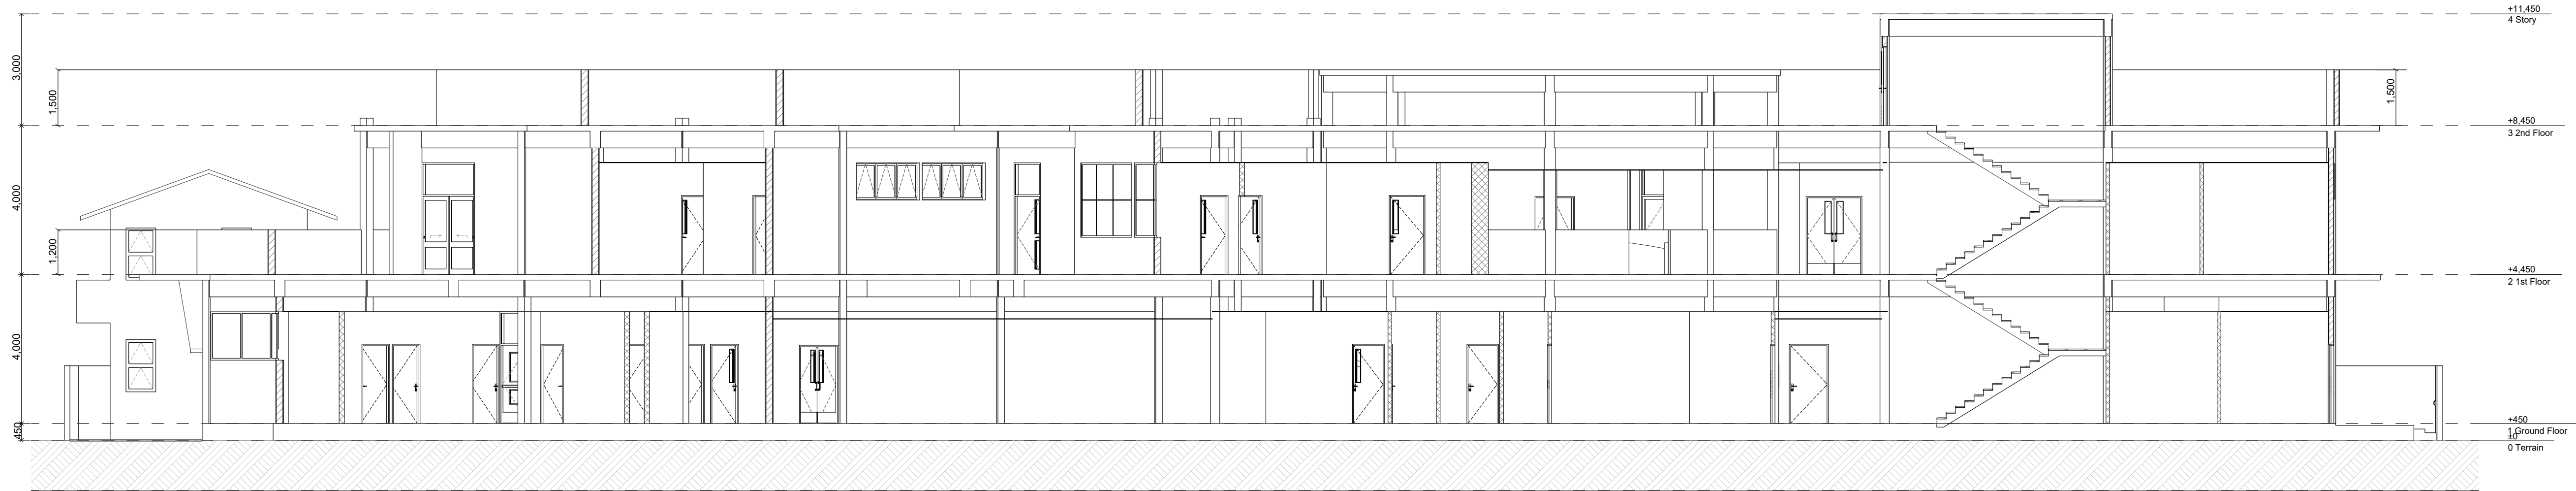 +11,450
4 Story
3,000
1,500
1,500
+8,450
3 2nd Floor
4,000
1,200
+4,450
2 1st Floor
4,000
+450
1 Ground Floor
450
±0
0 Terrain